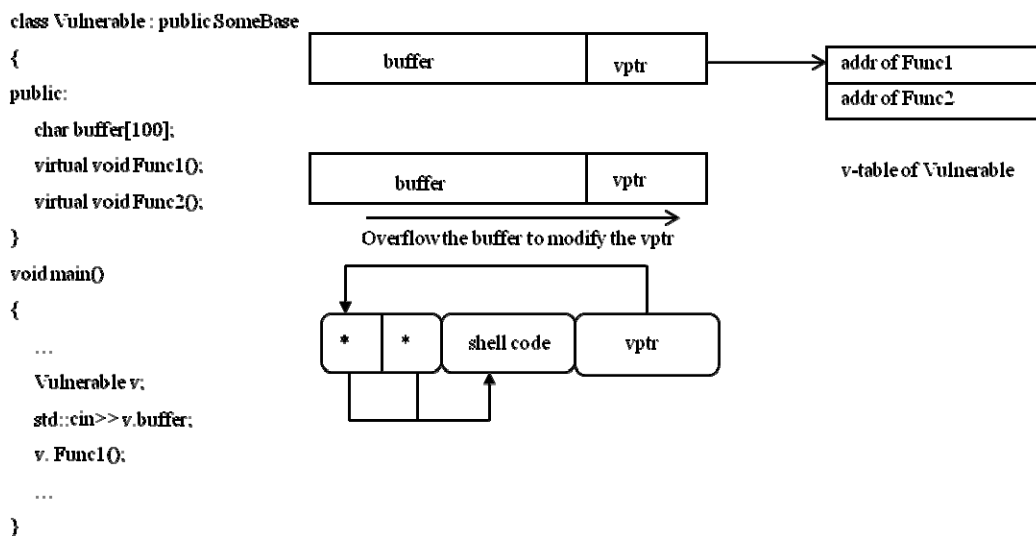 class Vulnerable : public SomeBase
{
public:
char buffer[100];
virtual void Func1();
virtual void Func2();
}
void main()
{
...
Vulnerable v;
std::cin>> v.buffer;
v. Func1();
...
}
buffer
vptr
addr of Func1
addr of Func2
v-table of Vulnerable
buffer
vptr
Overflow the buffer to modify the vptr
* * shell code vptr